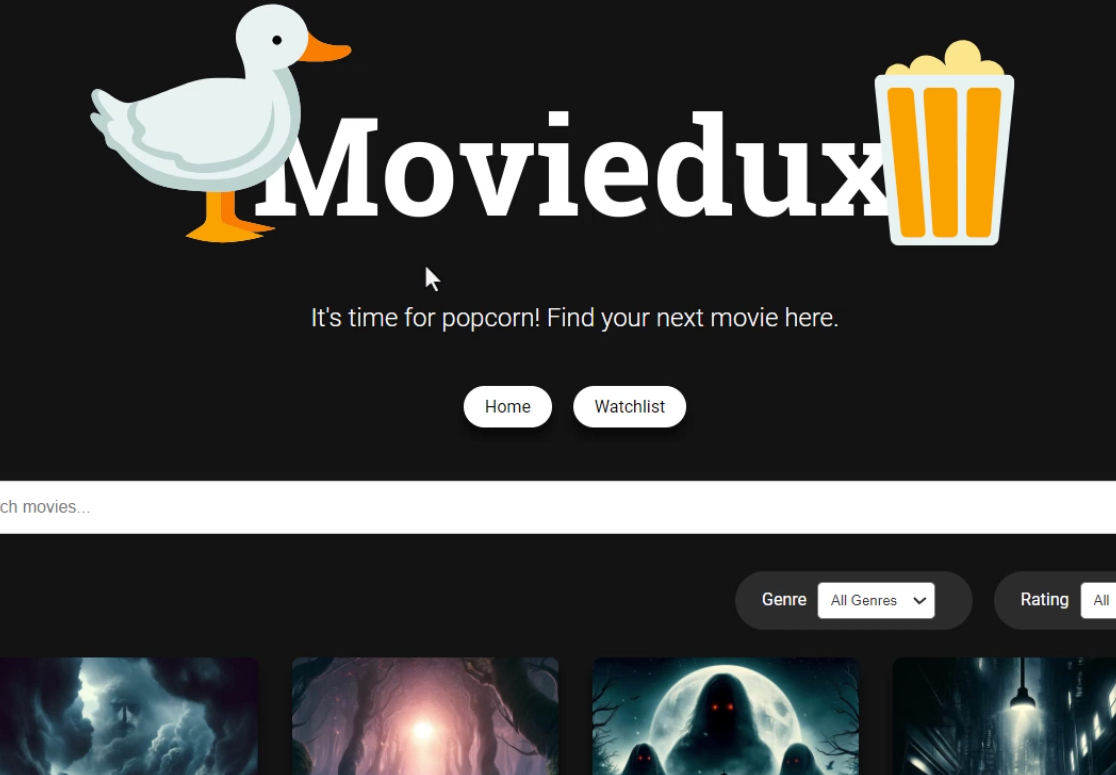 Moviedux
It's time for popcorn! Find your next movie here.
Home Watchlist
ch movies...
Genre All Genres Rating All